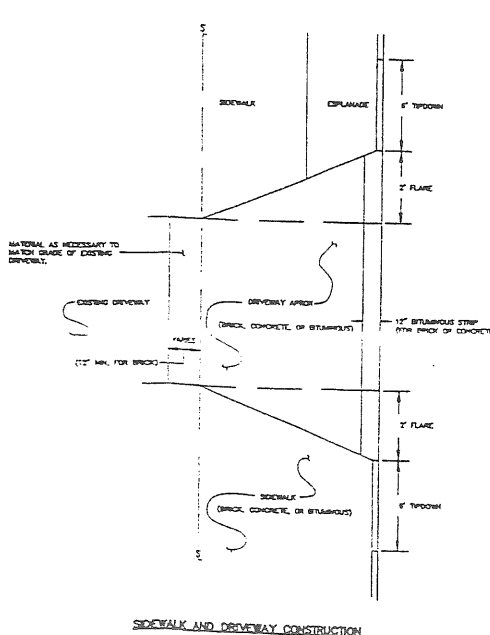 S
SIDEWALK
ESPLANADE
6" TIPDOWN
2' FLARE
MATERIAL AS NECESSARY TO
MATCH GRADE OF EXISTING
DRIVEWAY.
EXISTING DRIVEWAY
DRIVEWAY APRON
(BRICK, CONCRETE, OR BITUMINOUS)
12" BITUMINOUS STRIP
(FOR BRICK OR CONCRETE
VARIES
(12" MIN. FOR BRICK)
2' FLARE
SIDEWALK
(BRICK, CONCRETE, OR BITUMINOUS)
6' TIPDOWN
S
SIDEWALK AND DRIVEWAY CONSTRUCTION